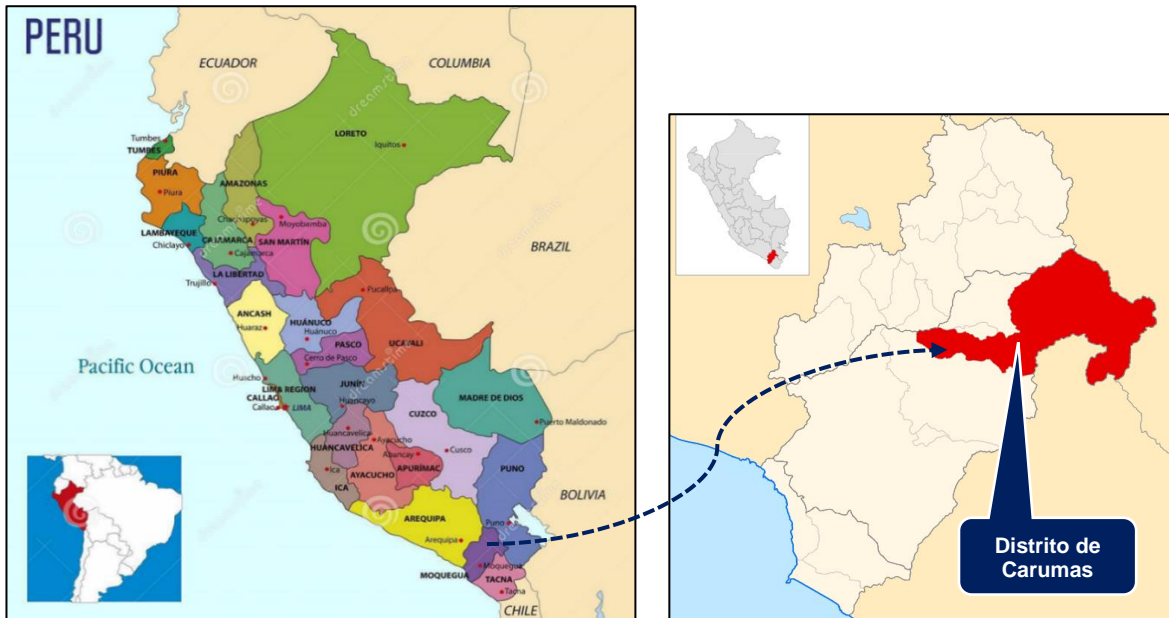 PERU
ECUADOR
COLUMBIA
BRAZIL
BOLIVIA
CHILE
Pacific Ocean
Tumbes
TUMBES
PIURA
Piura
LORETO
Iquitos
AMAZONAS
Chachapoyas
Moyobamba
LAMBAYEQUE
Chiclayo
CAJAMARCA
Cajamarca
SAN MARTÍN
LA LIBERTAD
Trujillo
Pucallpa
ANCASH
Huaraz
HUÁNUCO
Huánuco
PASCO
Cerro de Pasco
UCAYALI
Huacho
LIMA REGIÓN
CALLAO
Callao
LIMA
JUNÍN
Huancayo
MADRE DE DIOS
Puerto Maldonado
CUZCO
Cusco
Huancavelica
HUANCAVELICA
Ayacucho
AYACUCHO
Abancay
APURÍMAC
ICA
Ica
PUNO
Puno
AREQUIPA
Arequipa
MOQUEGUA
Moquegua
TACNA
Tacna
Distrito de
Carumas